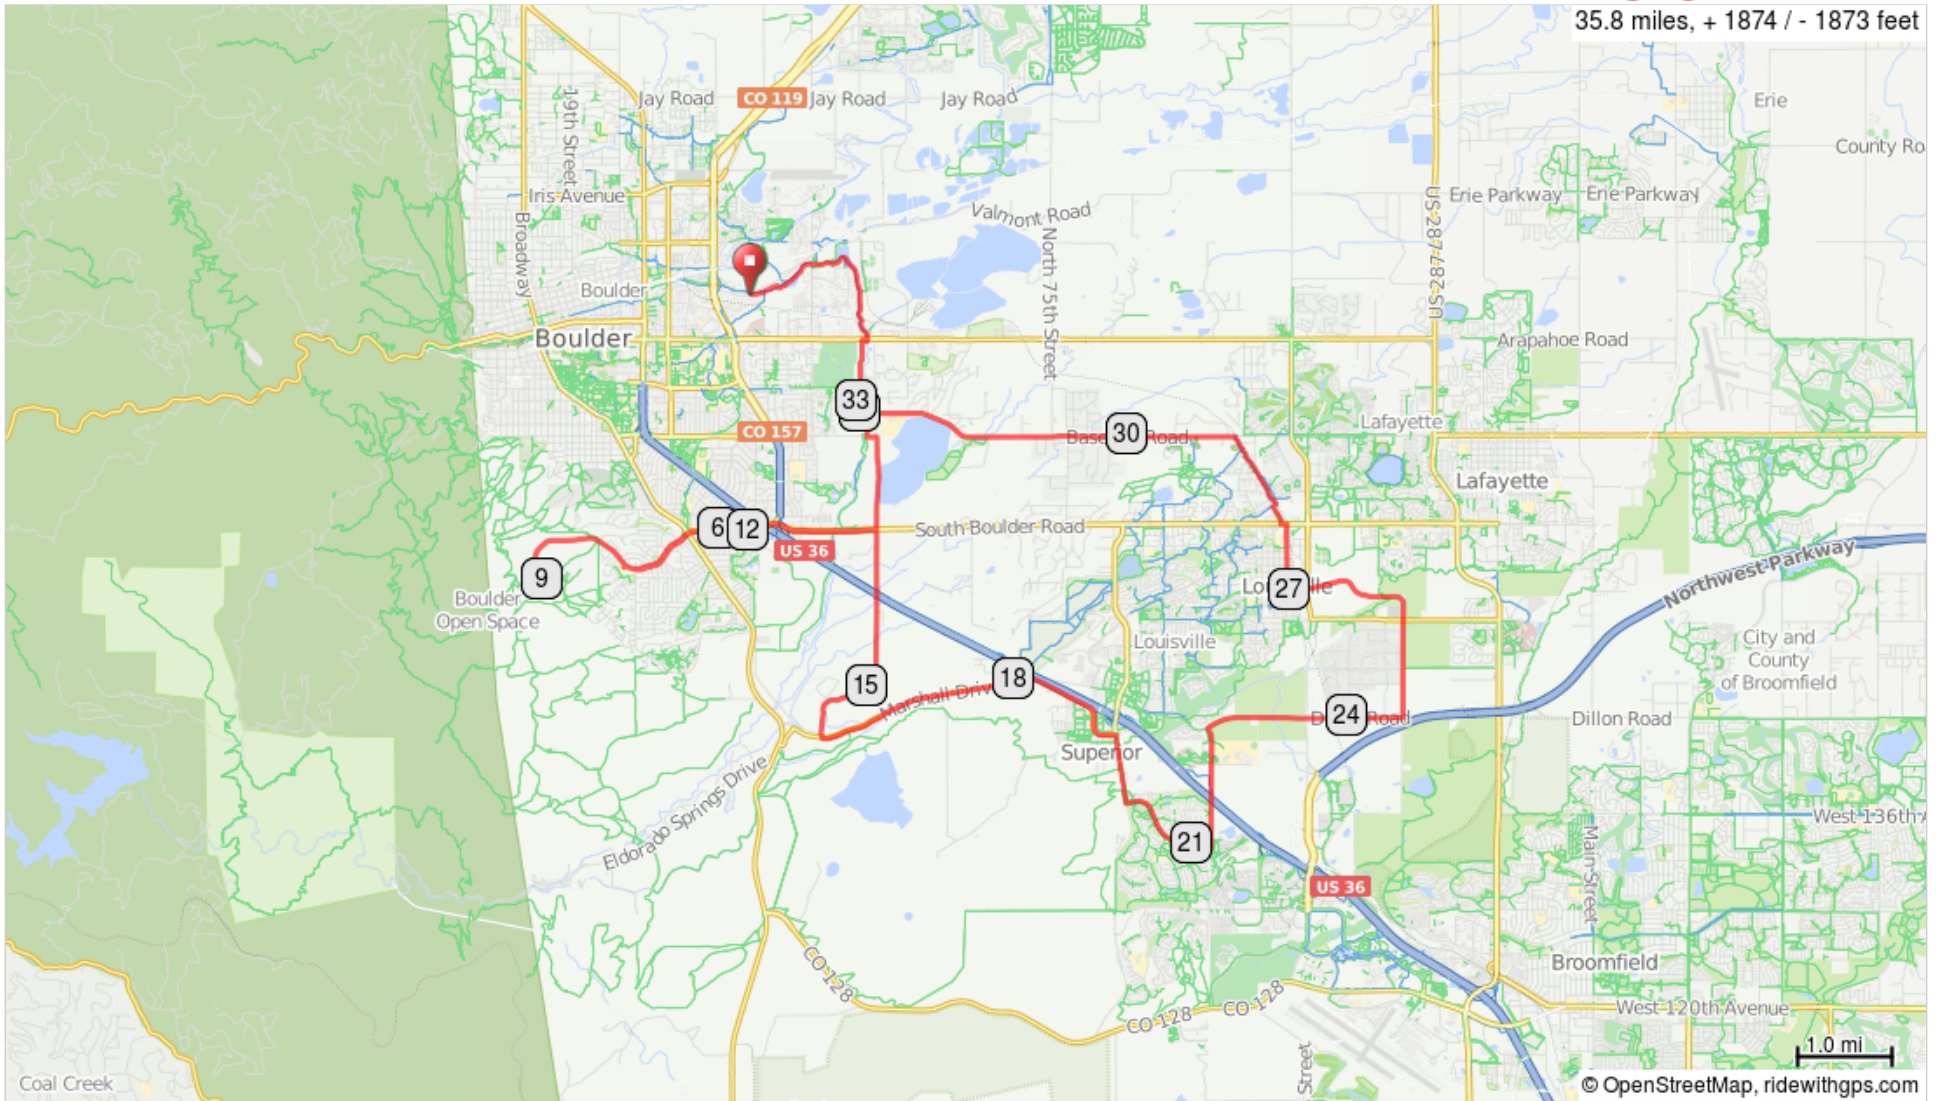 35.8 miles, + 1874 / - 1873 feet
Jay Road
CO 119
Jay Road
Jay Road
Erie
19th Street
County Ro
Iris Avenue
Erie Parkway
Erie Parkway
Broadway
Valmont Road
US 287
North 75th Street
Boulder
Boulder
Arapahoe Road
33
Lafayette
CO 157
30
Lafayette
6
12
South Boulder Road
US 36
Northwest Parkway
9
27
Boulder
Open Space
Louisville
City and
County
of Broomfield
15
18
Marshall Driv
24
Road
Dillon Road
Superior
Eldorado Springs Drive
21
West 136th A
Main Street
US 36
Broomfield
CO 128
CO 128
CO 128
West 120th Avenue
Street
1.0 mi
Coal Creek
© OpenStreetMap, ridewithgps.com